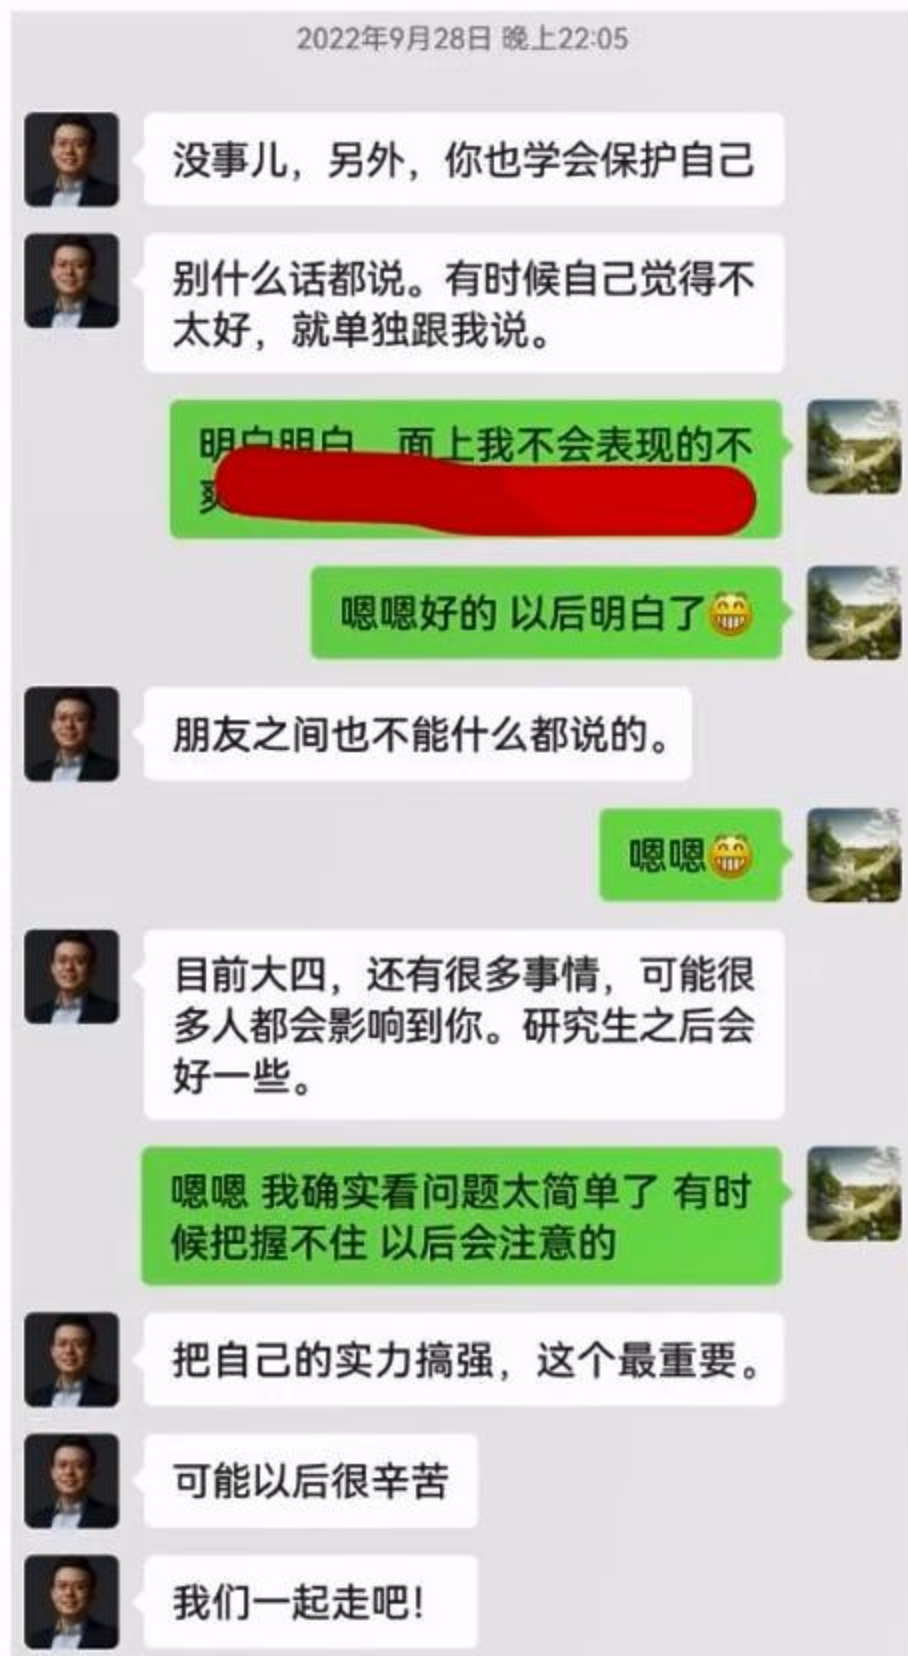 2022年9月28日 晚上22:05
没事儿，另外，你也学会保护自己
别什么话都说。有时候自己觉得不
太好，就单独跟我说。
明白明白 面上我不会表现的不
爽
嗯嗯好的 以后明白了😁
朋友之间也不能什么都说的。
嗯嗯😁
目前大四，还有很多事情，可能很
多人都会影响到你。研究生之后会
好一些。
嗯嗯 我确实看问题太简单了 有时
候把握不住 以后会注意的
把自己的实力搞强，这个最重要。
可能以后很辛苦
我们一起走吧！